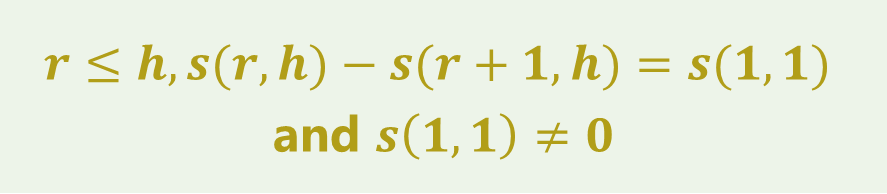 r ≤ h, s(r, h) − s(r + 1, h) = s(1, 1)
and s(1, 1) ≠ 0